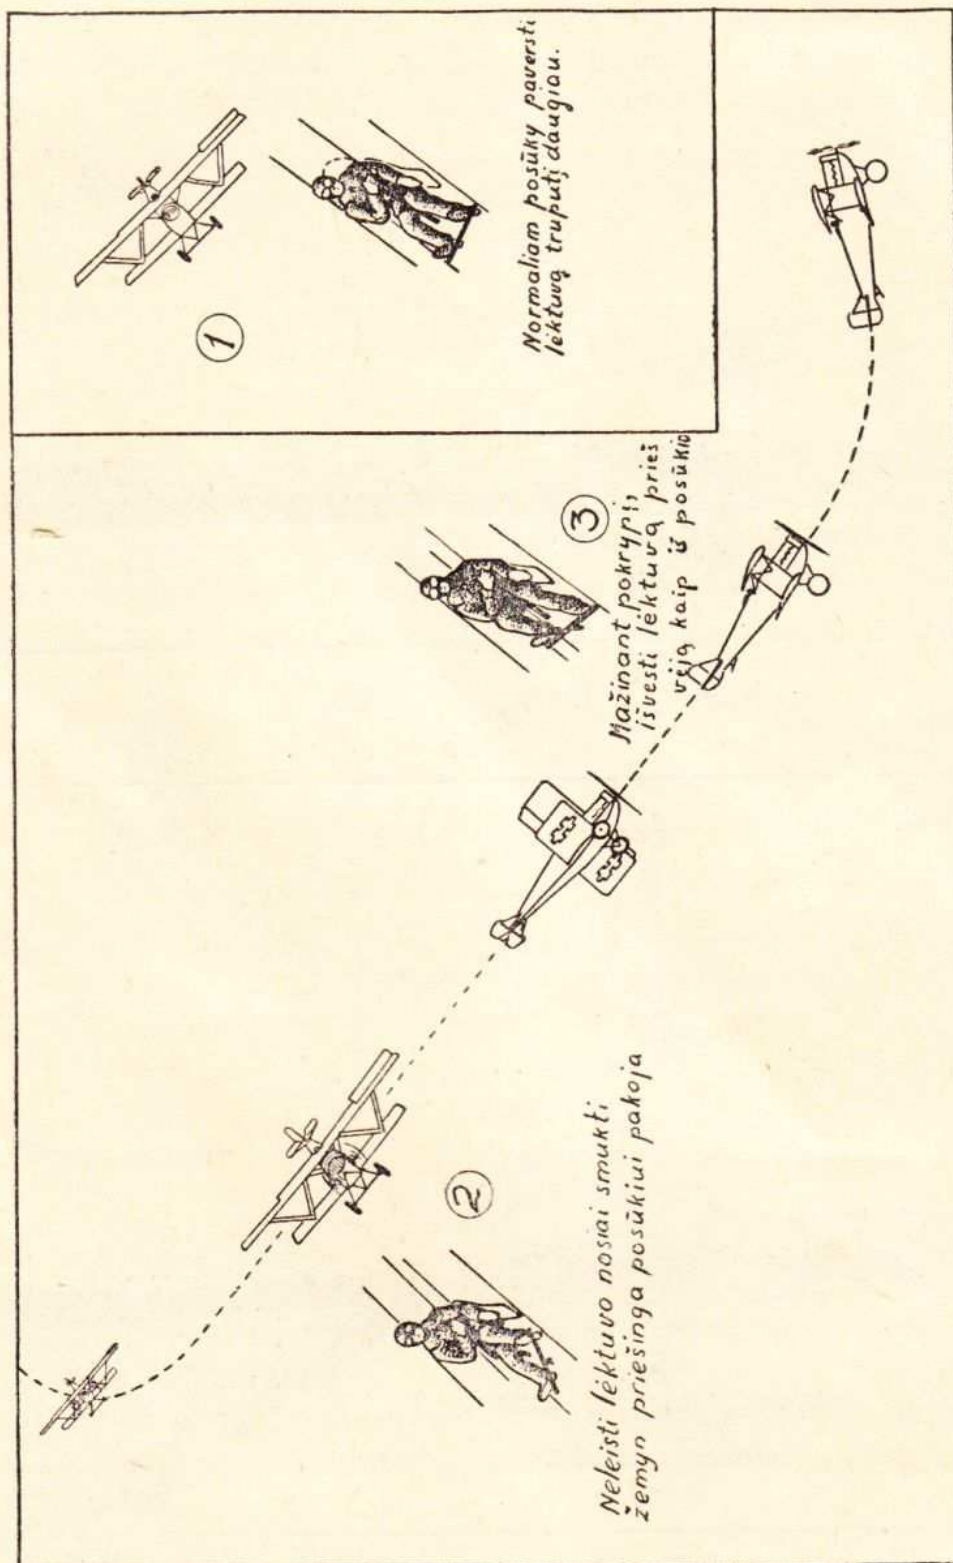 1
Normaliam posūky paversti
lėktuvą truputį daugiau.
2
Neleisti lėktuvo nosiai smukti
žemyn priešinga posūkiui pakoja
3
Mažinant pokrypį,
išvesti lėktuvą prieš
vėją kaip iš posūkio